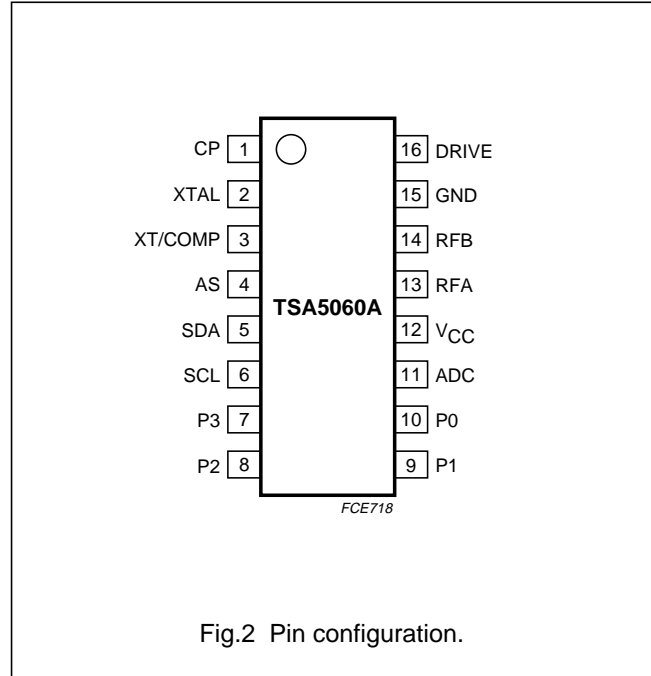 CP 1 16 DRIVE
XTAL 2 15 GND
XT/COMP 3 14 RFB
AS 4 13 RFA
TSA5060A
SDA 5 12 VCC
SCL 6 11 ADC
P3 7 10 P0
P2 8 9 P1
FCE718
Fig.2 Pin configuration.